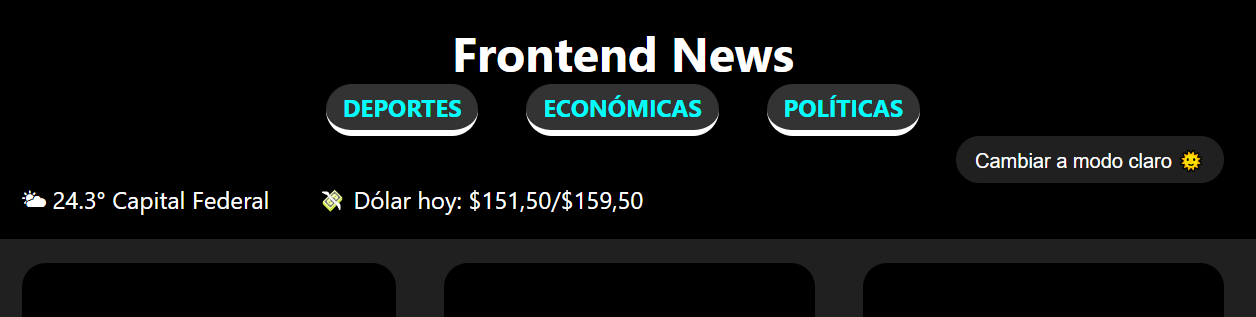 Frontend News
DEPORTES ECONÓMICAS POLÍTICAS
Cambiar a modo claro 🌞
🌥 24.3° Capital Federal 💸 Dólar hoy: $151,50/$159,50